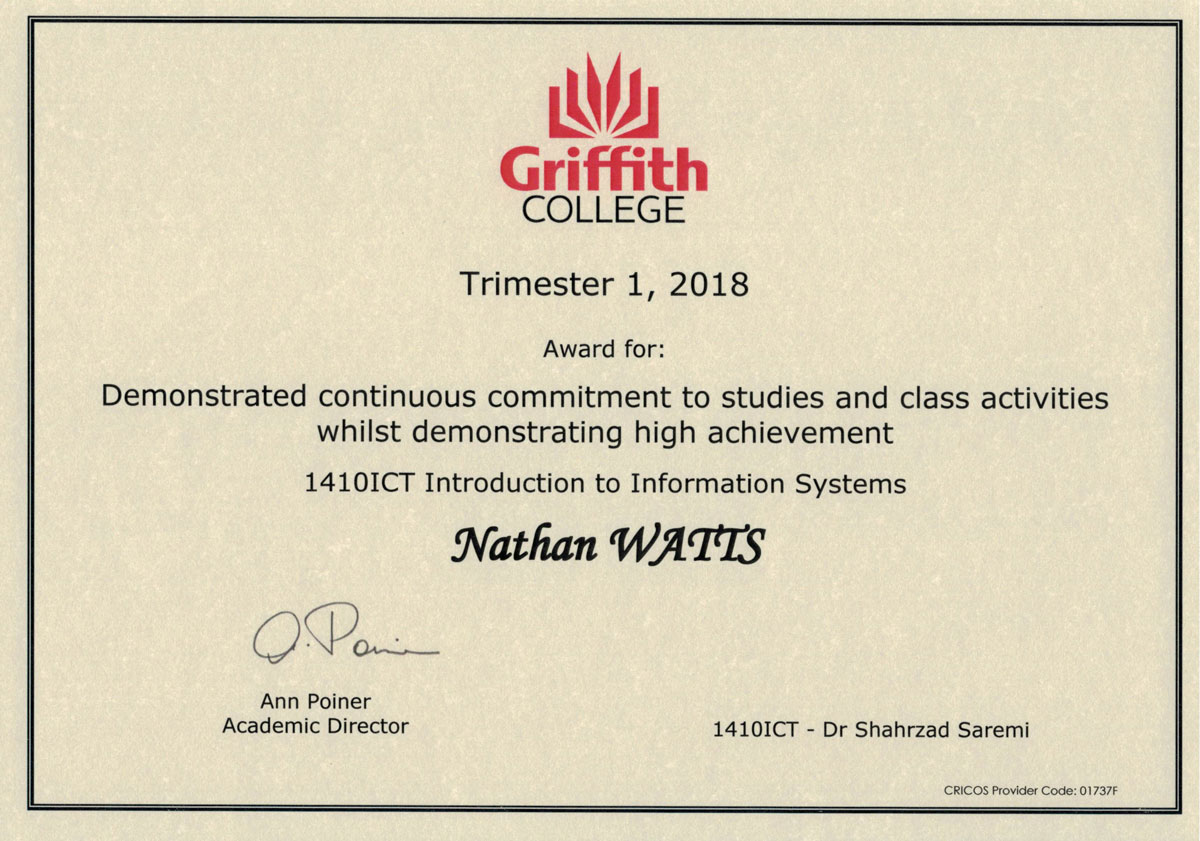 Griffith
COLLEGE
Trimester 1, 2018
Award for:
Demonstrated continuous commitment to studies and class activities
whilst demonstrating high achievement
1410ICT Introduction to Information Systems
Nathan WATTS
A. Poiner
Ann Poiner
Academic Director
1410ICT - Dr Shahrzad Saremi
CRICOS Provider Code: 01737F